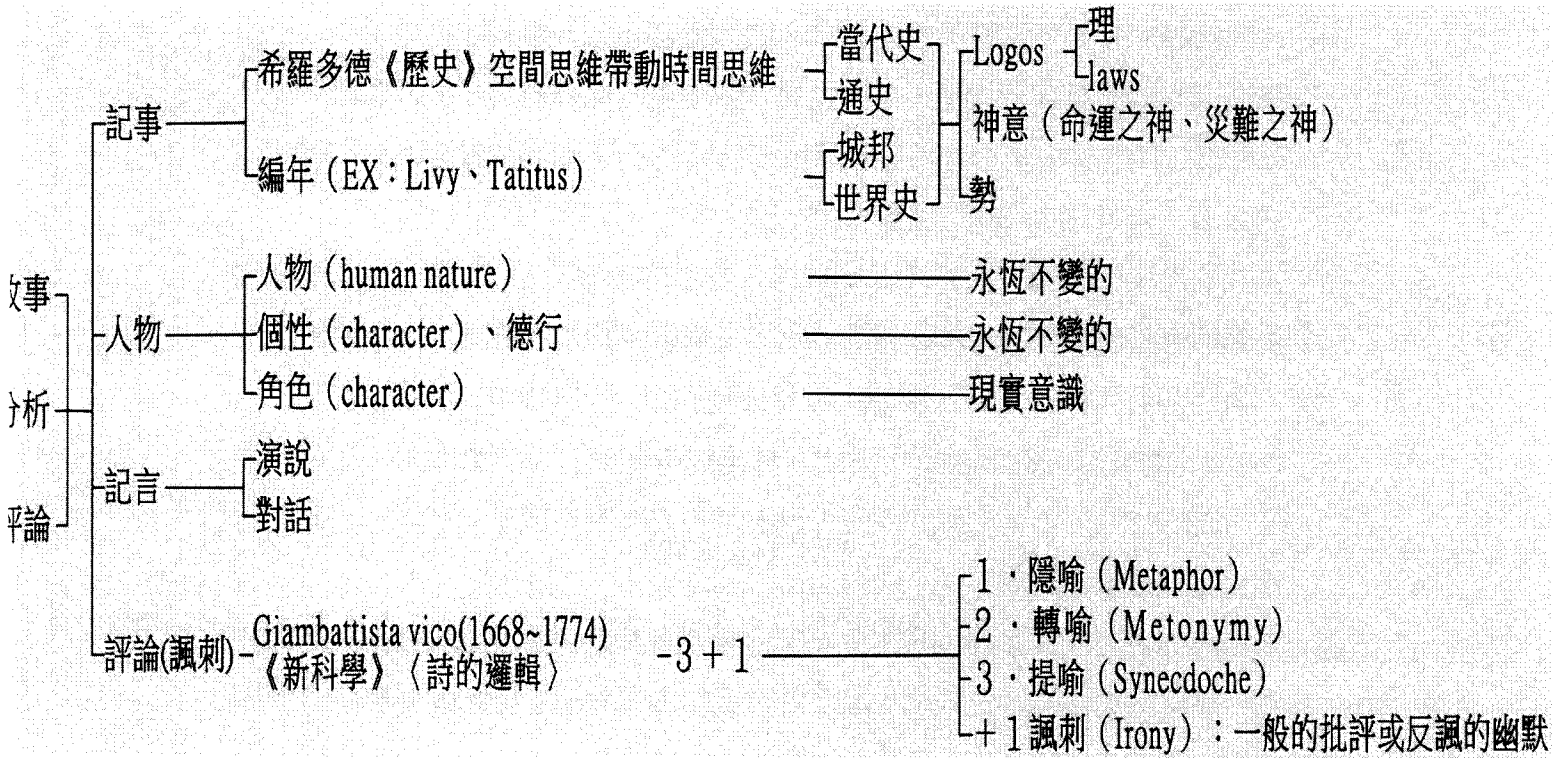 敘事
分析
評論
記事
希羅多德《歷史》空間思維帶動時間思維
當代史
通史
編年（EX：Livy、Tatitus）
城邦
世界史
Logos
理
laws
神意（命運之神、災難之神）
勢
人物
人物（human nature）
永恆不變的
個性（character）、德行
永恆不變的
角色（character）
現實意識
記言
演說
對話
評論(諷刺)
Giambattista vico(1668~1774)
《新科學》〈詩的邏輯〉
-3+1
1．隱喻（Metaphor）
2．轉喻（Metonymy）
3．提喻（Synecdoche）
+1諷刺（Irony）：一般的批評或反諷的幽默